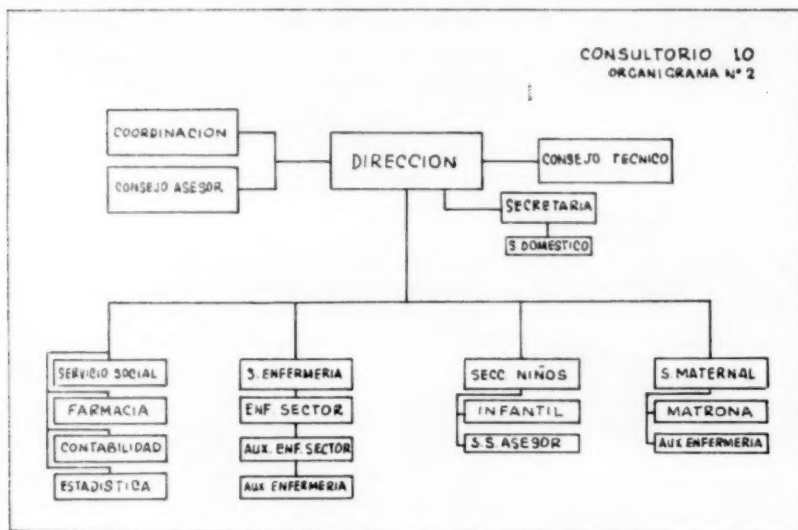 CONSULTORIO 10
ORGANIGRAMA N° 2
COORDINACION
CONSEJO ASESOR
DIRECCION
CONSEJO TECNICO
SECRETARIA
S. DOMESTICO
SERVICIO SOCIAL
FARMACIA
CONTABILIDAD
ESTADISTICA
S. ENFERMERIA
ENF. SECTOR
AUX. ENF. SECTOR
AUX ENFERMERIA
SECC NIÑOS
INFANTIL
S.S. ASESOR
S. MATERNAL
MATRONA
AUX ENFERMERIA